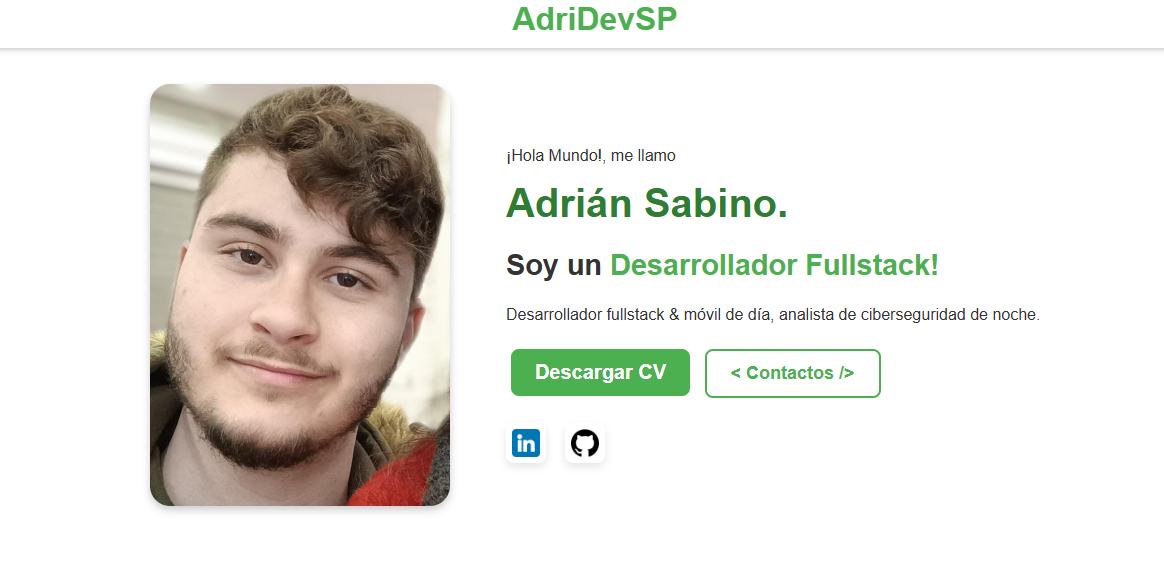 AdriDevSP
¡Hola Mundo!, me llamo
Adrián Sabino.
Soy un Desarrollador Fullstack!
Desarrollador fullstack & móvil de día, analista de ciberseguridad de noche.
Descargar CV
< Contactos />
in